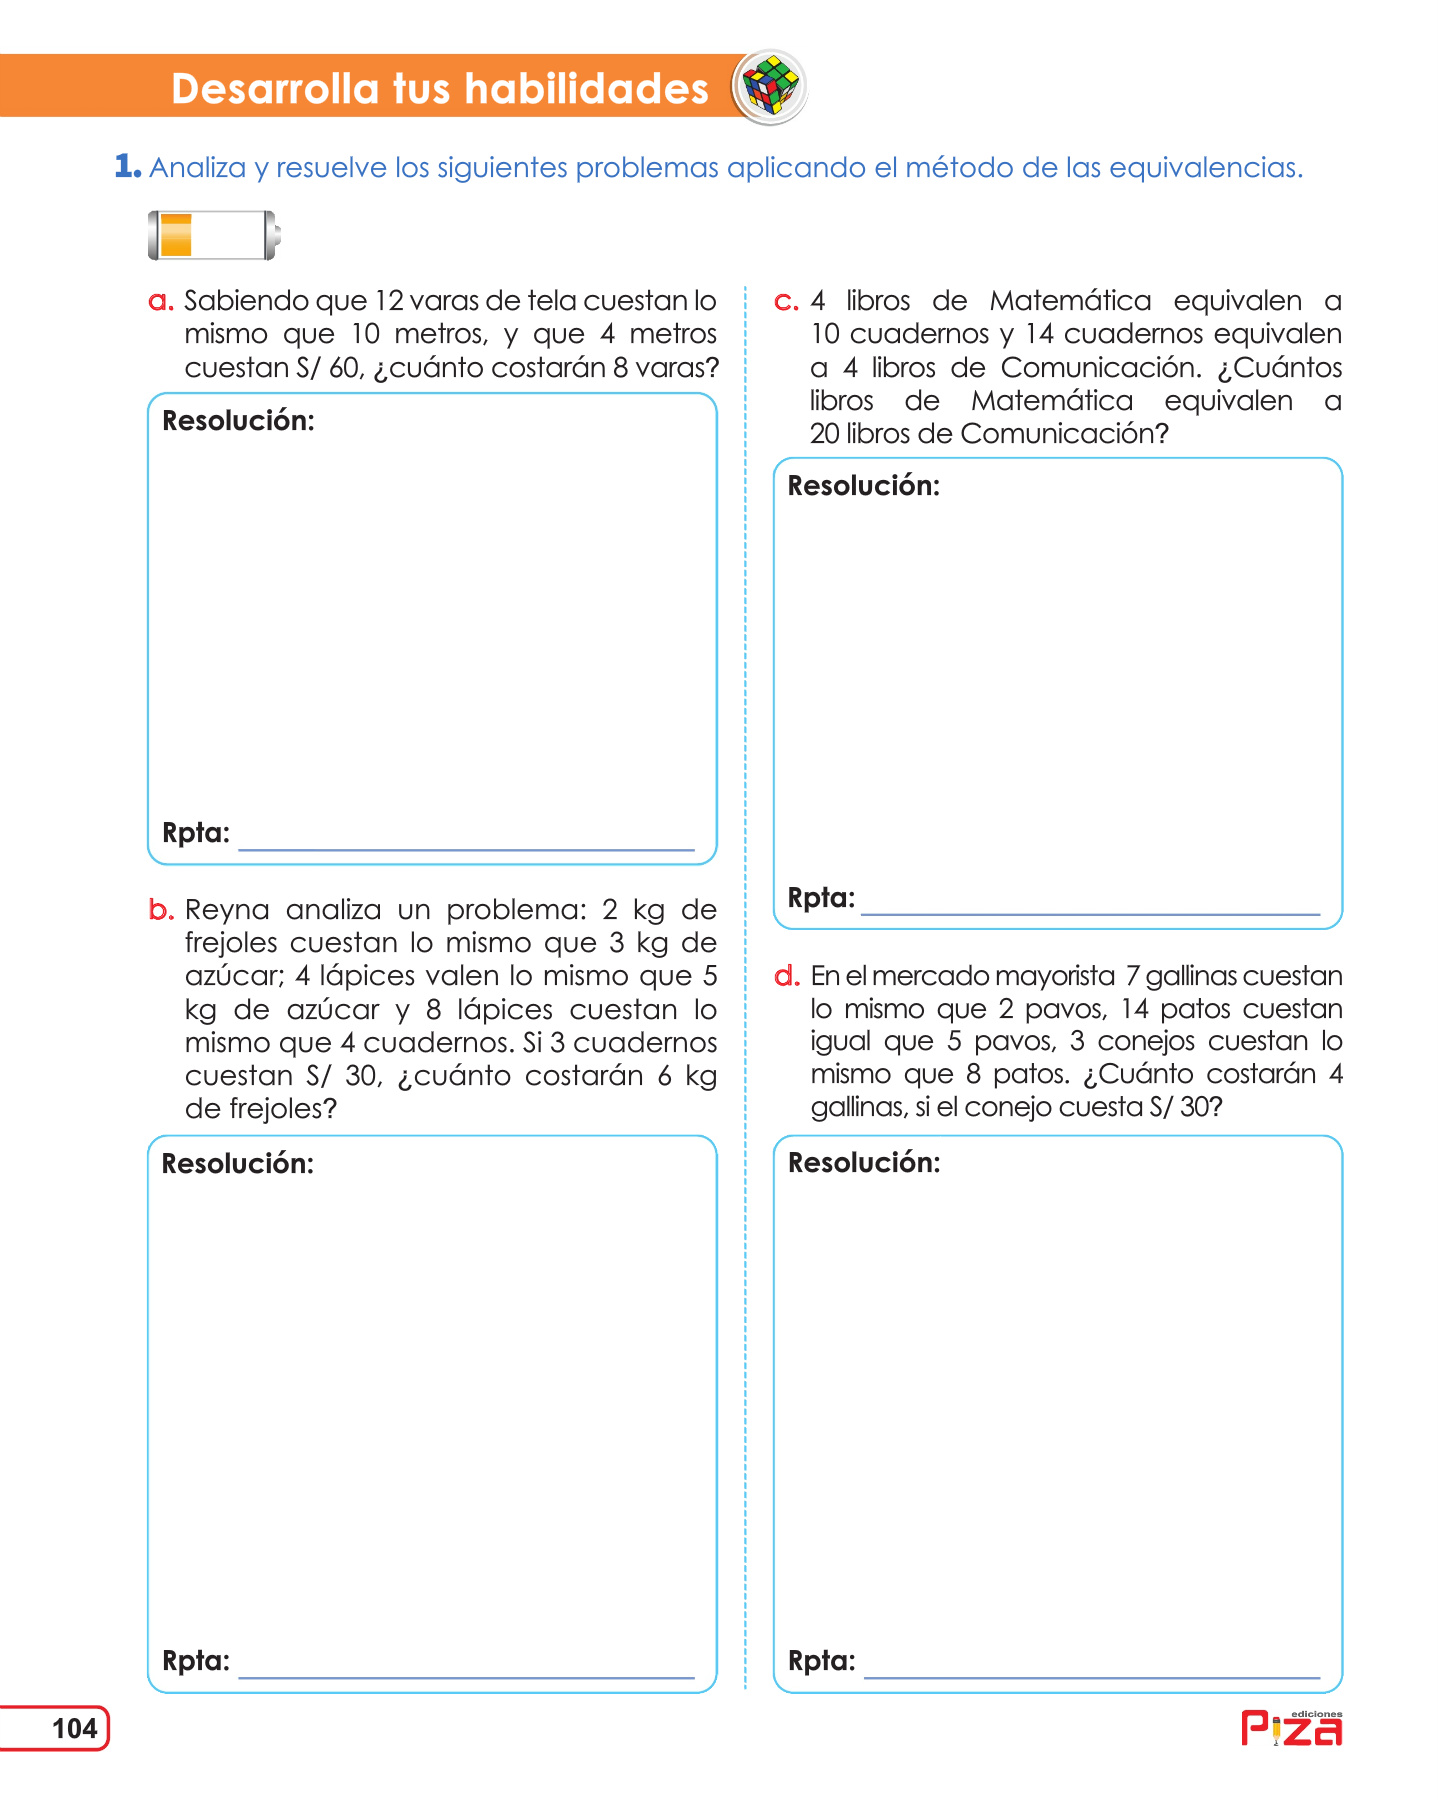 Desarrolla tus habilidades
1. Analiza y resuelve los siguientes problemas aplicando el método de las equivalencias.
a. Sabiendo que 12 varas de tela cuestan lo
mismo que 10 metros, y que 4 metros
cuestan S/ 60, ¿cuánto costarán 8 varas?
Resolución:
Rpta:
b. Reyna analiza un problema: 2 kg de
frejoles cuestan lo mismo que 3 kg de
azúcar; 4 lápices valen lo mismo que 5
kg de azúcar y 8 lápices cuestan lo
mismo que 4 cuadernos. Si 3 cuadernos
cuestan S/ 30, ¿cuánto costarán 6 kg
de frejoles?
Resolución:
Rpta:
c. 4 libros de Matemática equivalen a
10 cuadernos y 14 cuadernos equivalen
a 4 libros de Comunicación. ¿Cuántos
libros de Matemática equivalen a
20 libros de Comunicación?
Resolución:
Rpta:
d. En el mercado mayorista 7 gallinas cuestan
lo mismo que 2 pavos, 14 patos cuestan
igual que 5 pavos, 3 conejos cuestan lo
mismo que 8 patos. ¿Cuánto costarán 4
gallinas, si el conejo cuesta S/ 30?
Resolución:
Rpta:
104
ediciones
Piza